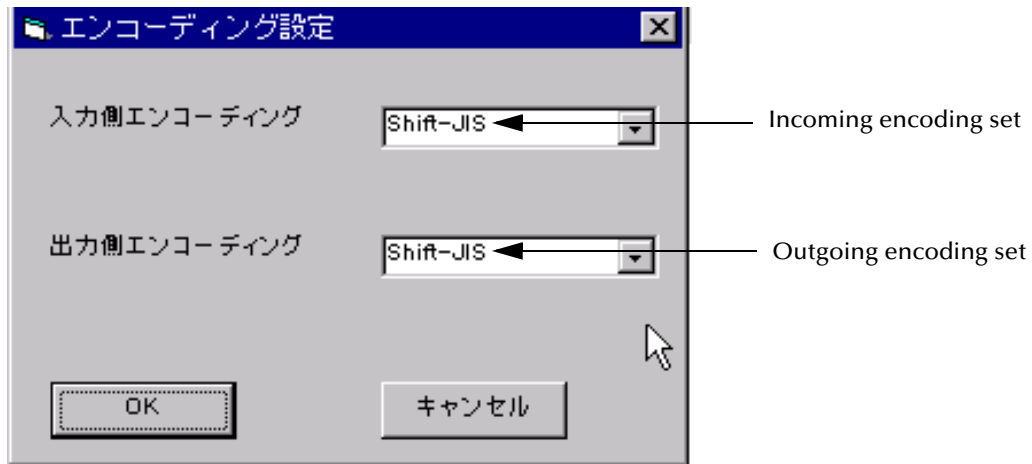 エンコーディング設定
入力側エンコーディング
Shift-JIS
Incoming encoding set
出力側エンコーディング
Shift-JIS
Outgoing encoding set
OK
キャンセル